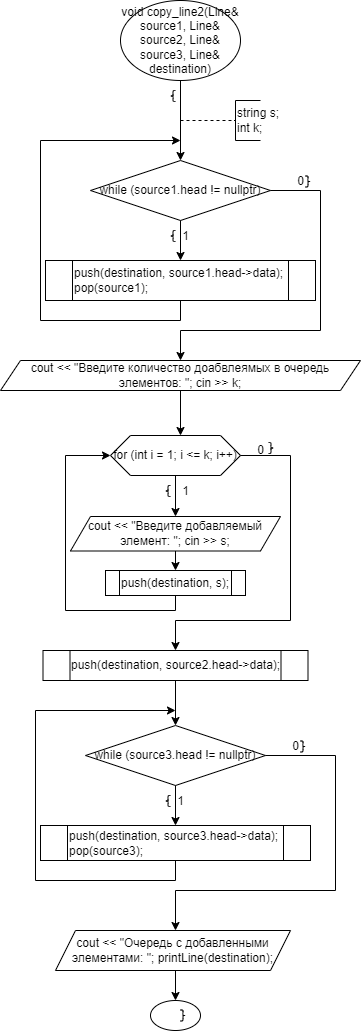 void copy_line2(Line&
source1, Line&
source2, Line&
source3, Line&
destination)
{
string s;
int k;
while (source1.head != nullptr)
0}
{ 1
push(destination, source1.head->data);
pop(source1);
cout << "Введите количество доабвлеямых в очередь
элементов: "; cin >> k;
for (int i = 1; i <= k; i++)
0 }
{ 1
cout << "Введите добавляемый
элемент: "; cin >> s;
push(destination, s);
push(destination, source2.head->data);
while (source3.head != nullptr)
0}
{ 1
push(destination, source3.head->data);
pop(source3);
cout << "Очередь с добавленными
элементами: "; printLine(destination);
}